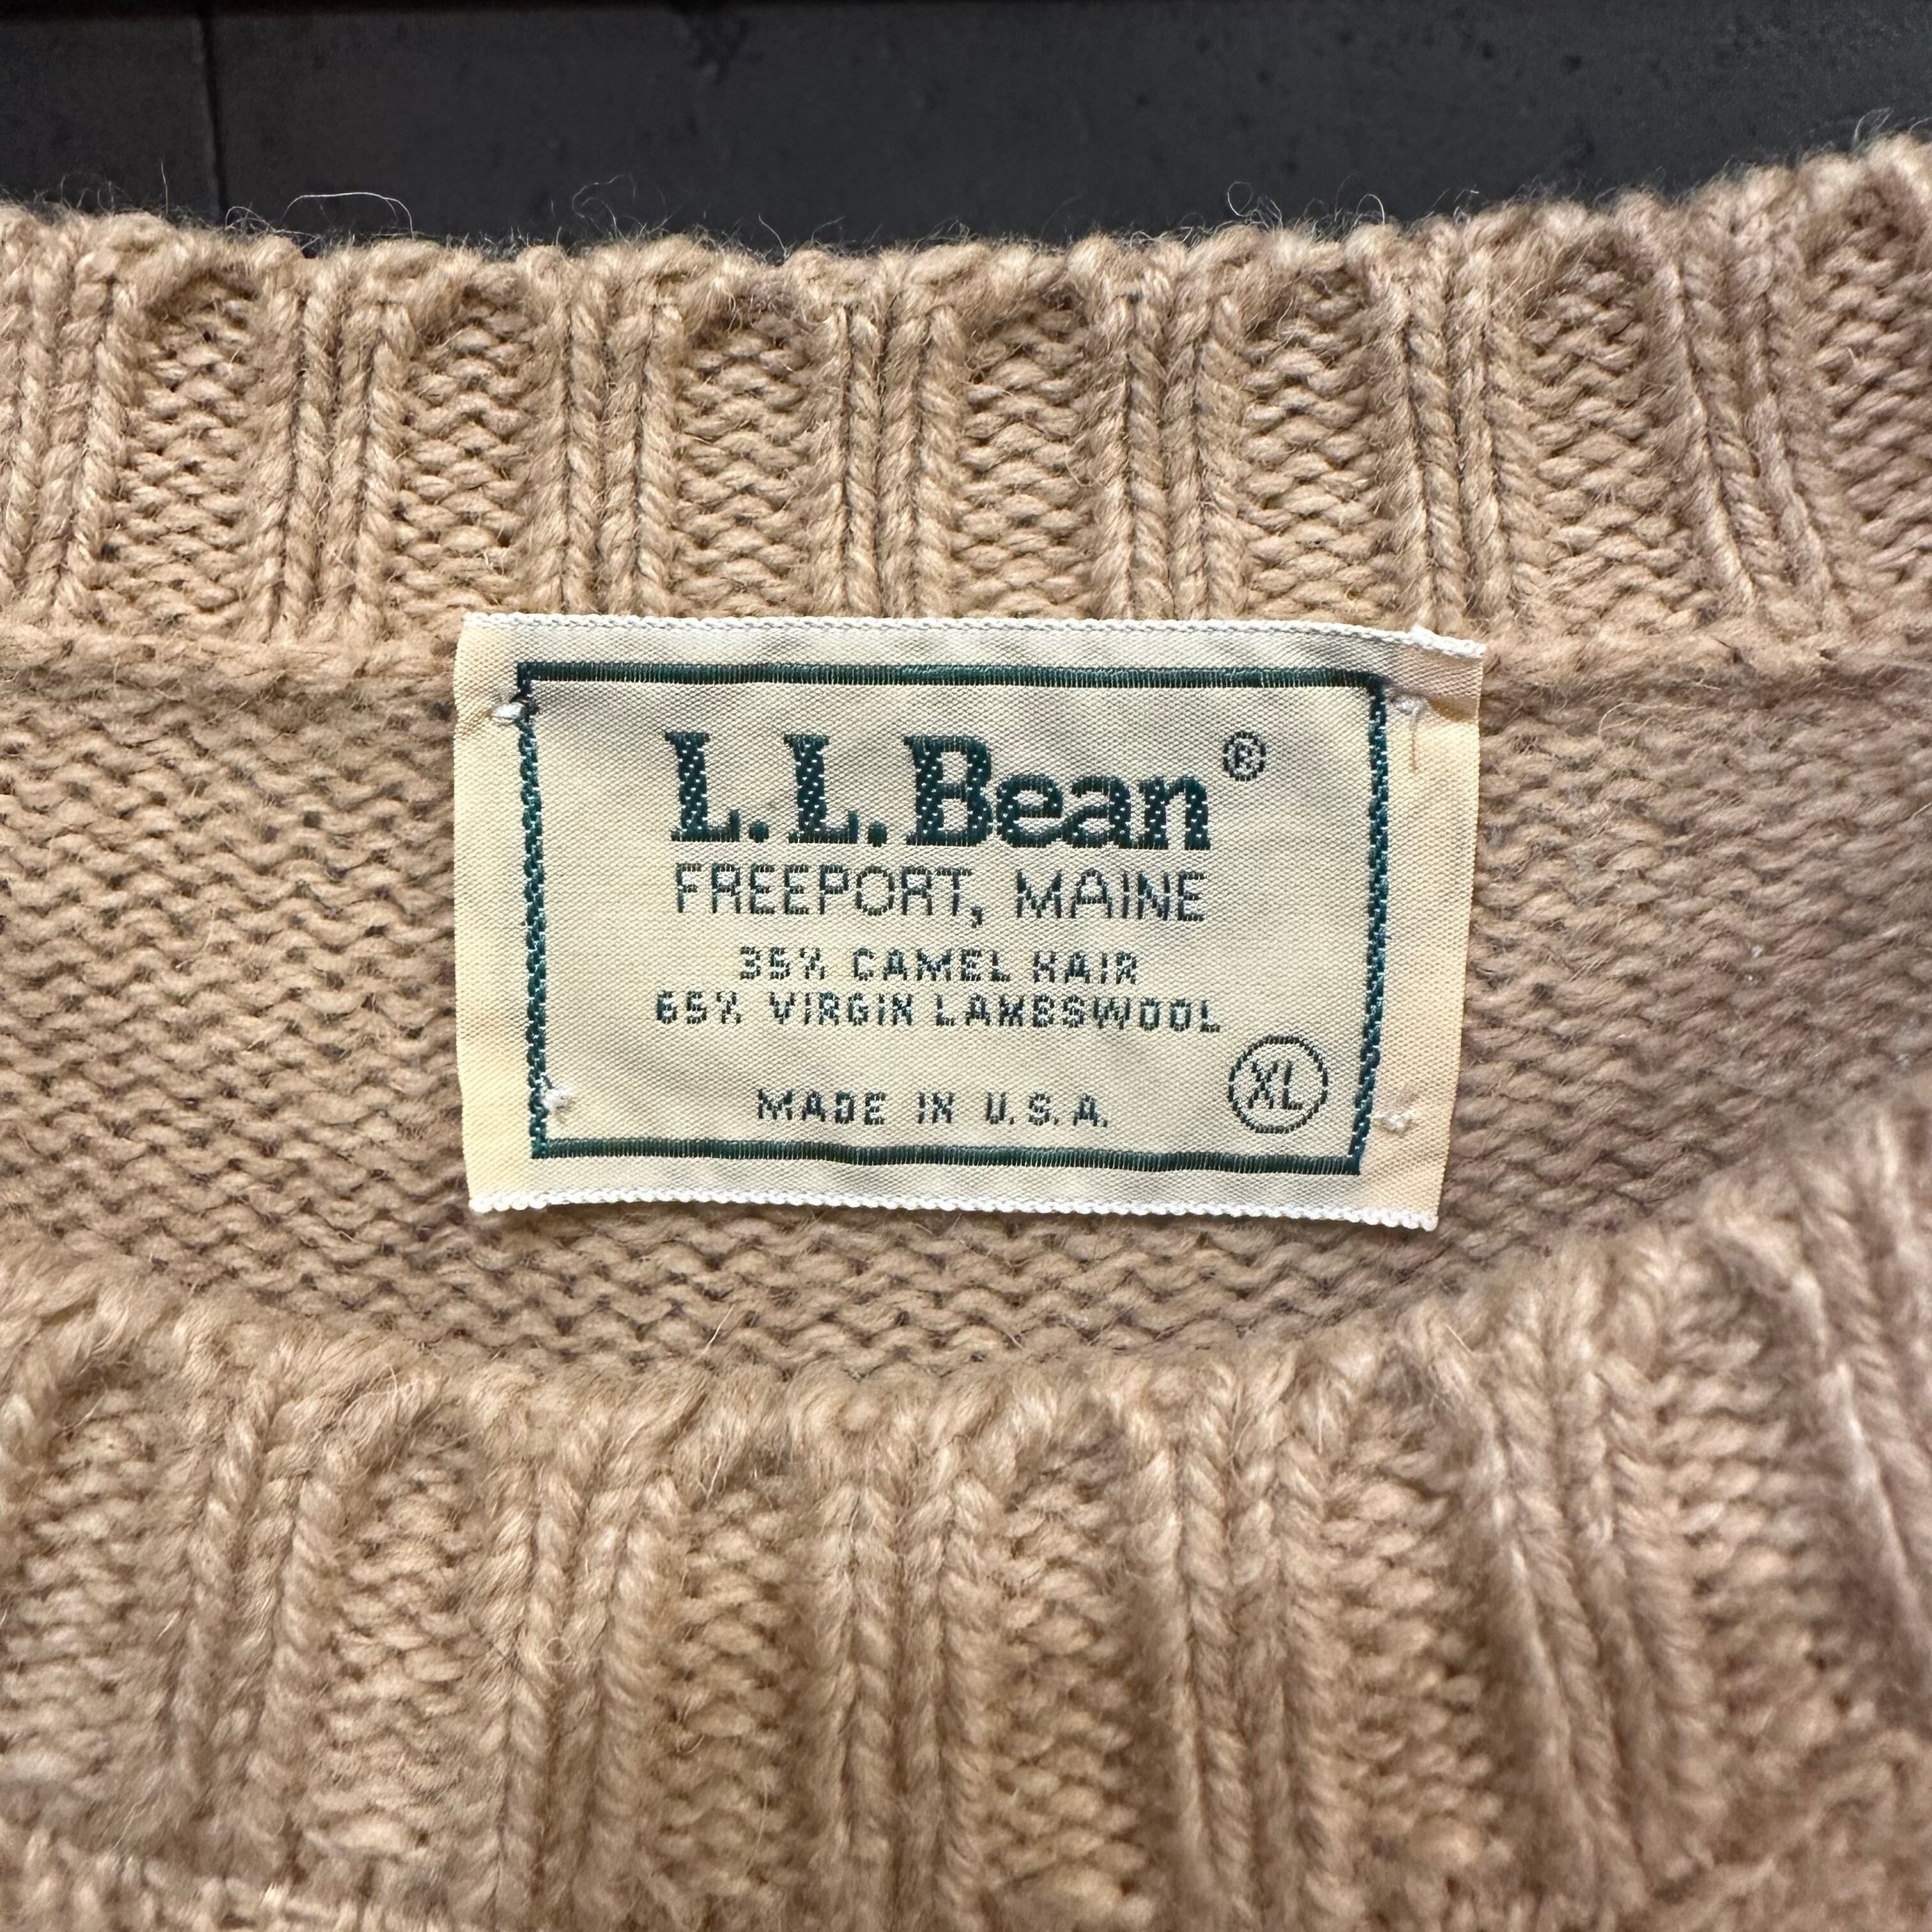 L.L.Bean®
FREEPORT, MAINE
35% CAMEL HAIR
65% VIRGIN LAMBSWOOL
MADE IN U.S.A.
XL